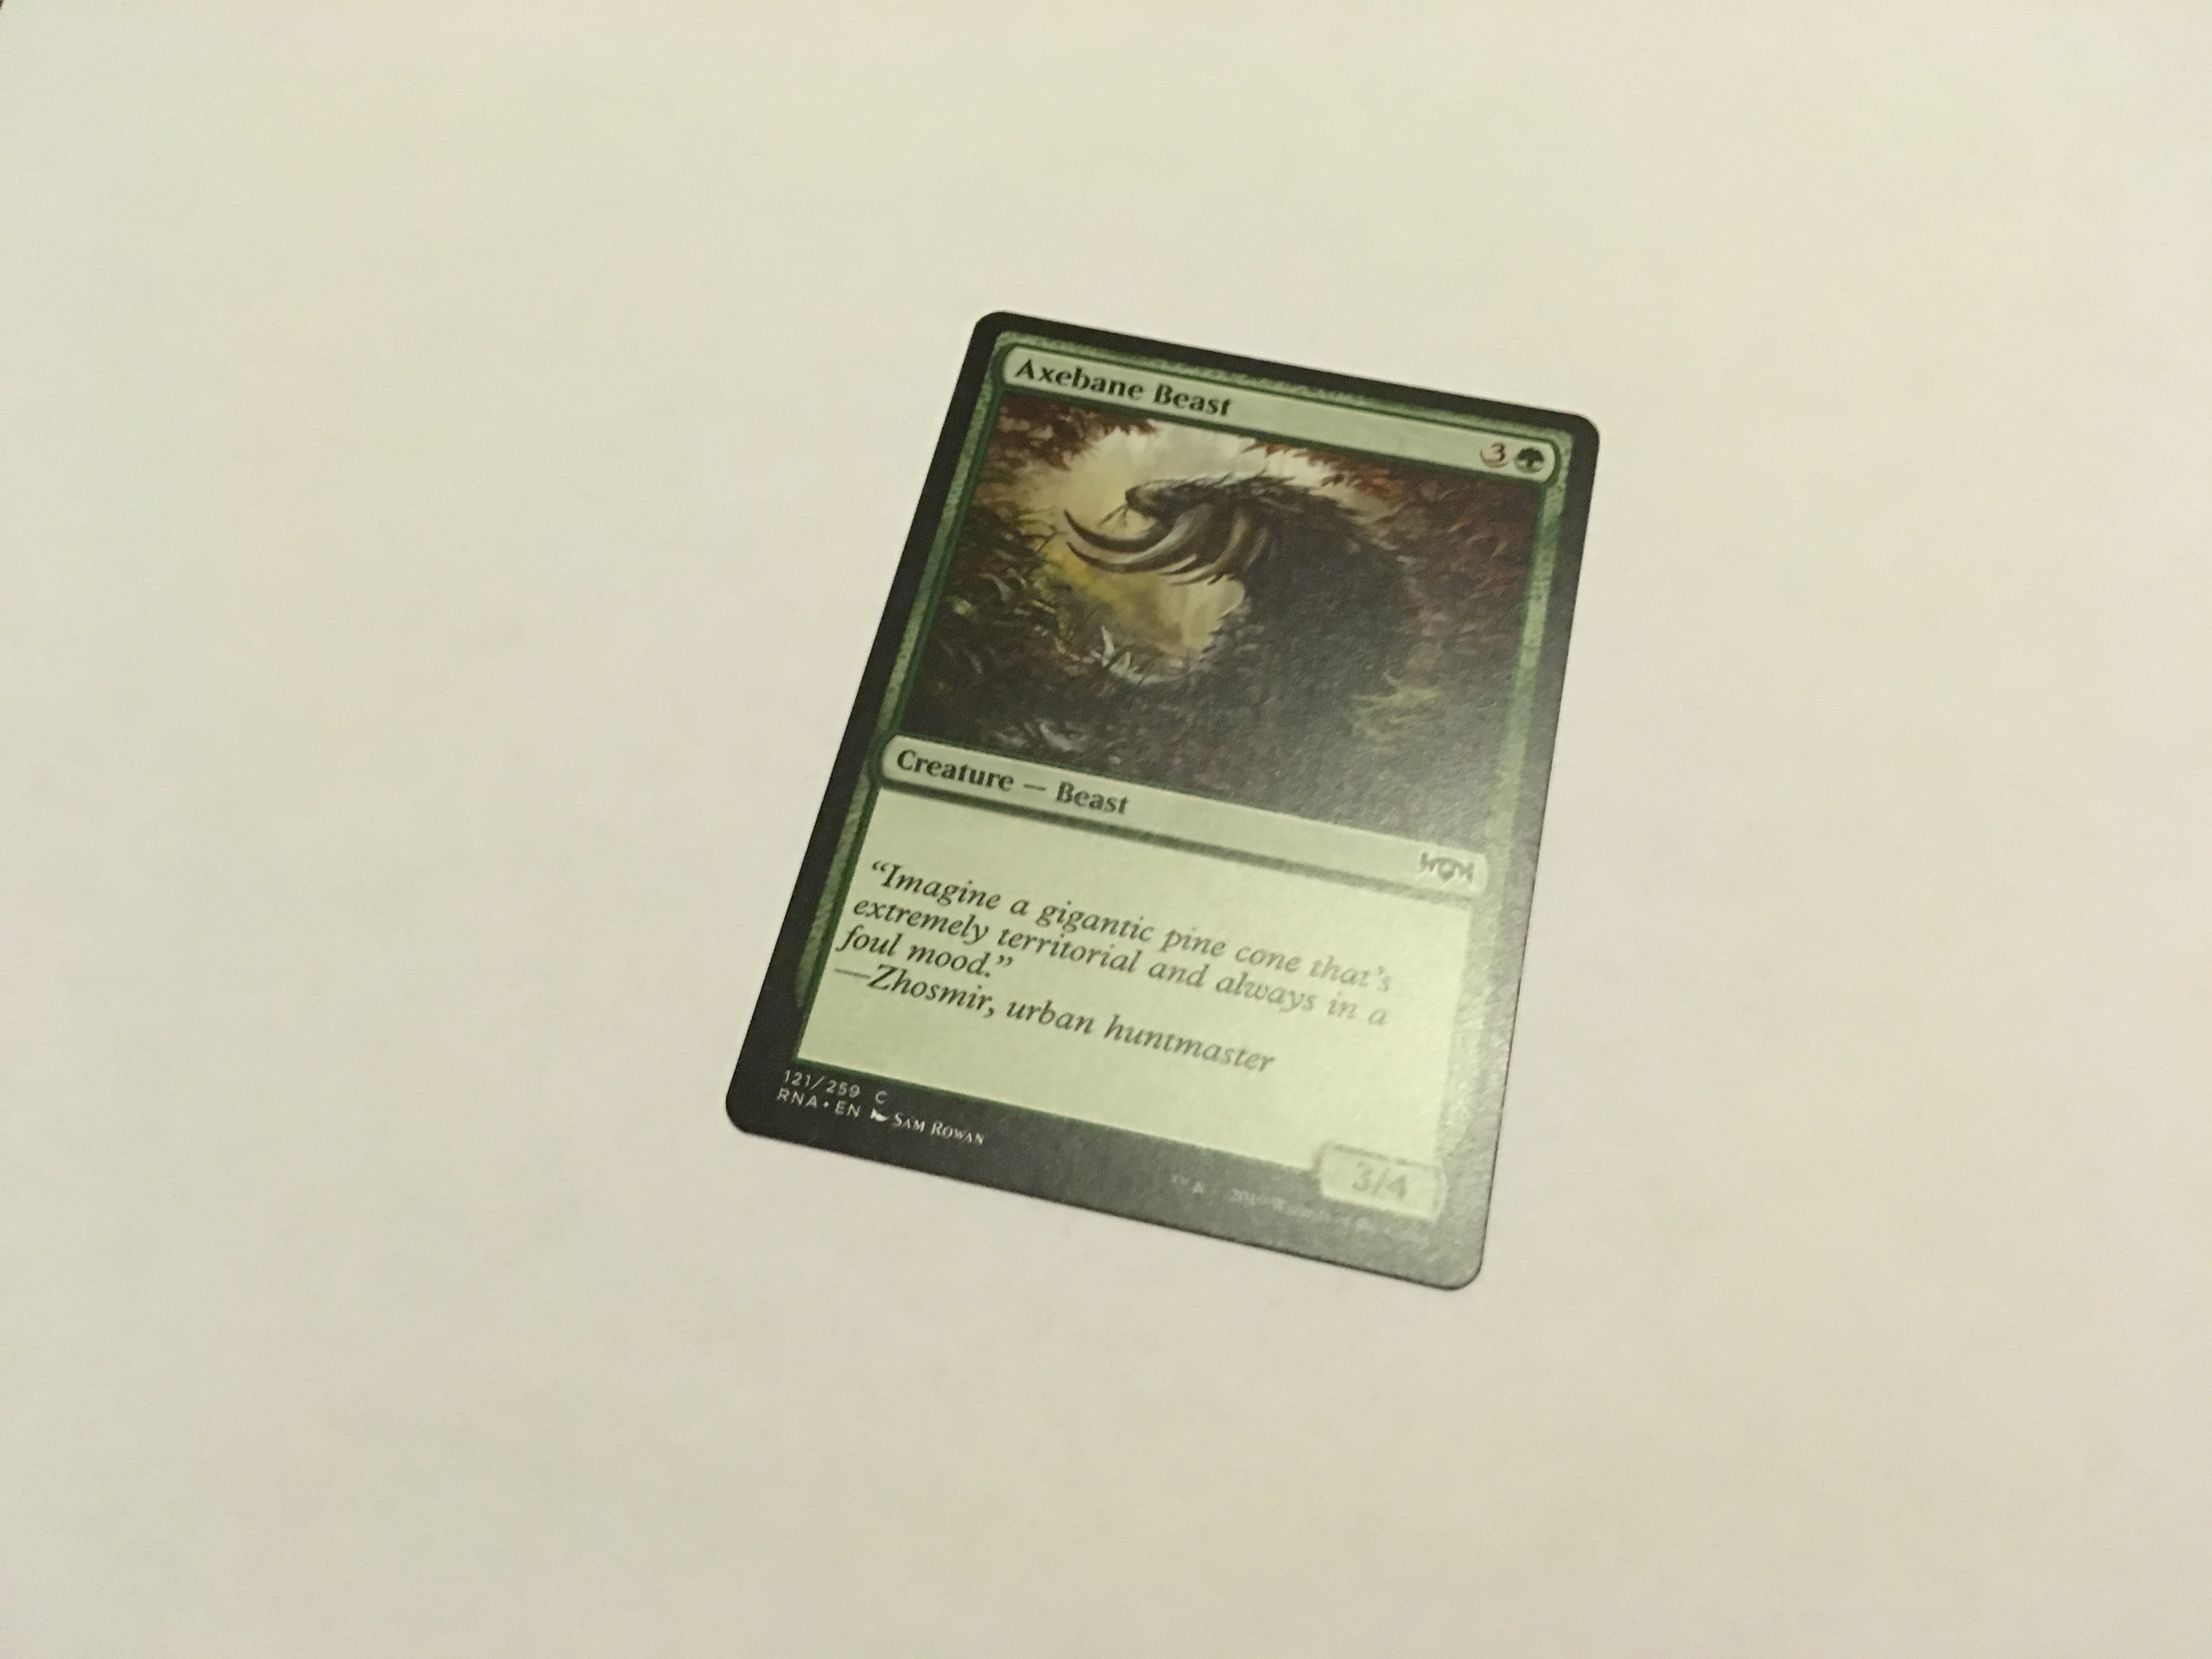 Axebane Beast
3
Creature — Beast
“Imagine a gigantic pine cone that’s
extremely territorial and always in a
foul mood.”
—Zhosmir, urban huntmaster
3/4
121/259 C
RNA • EN Sam Rowan